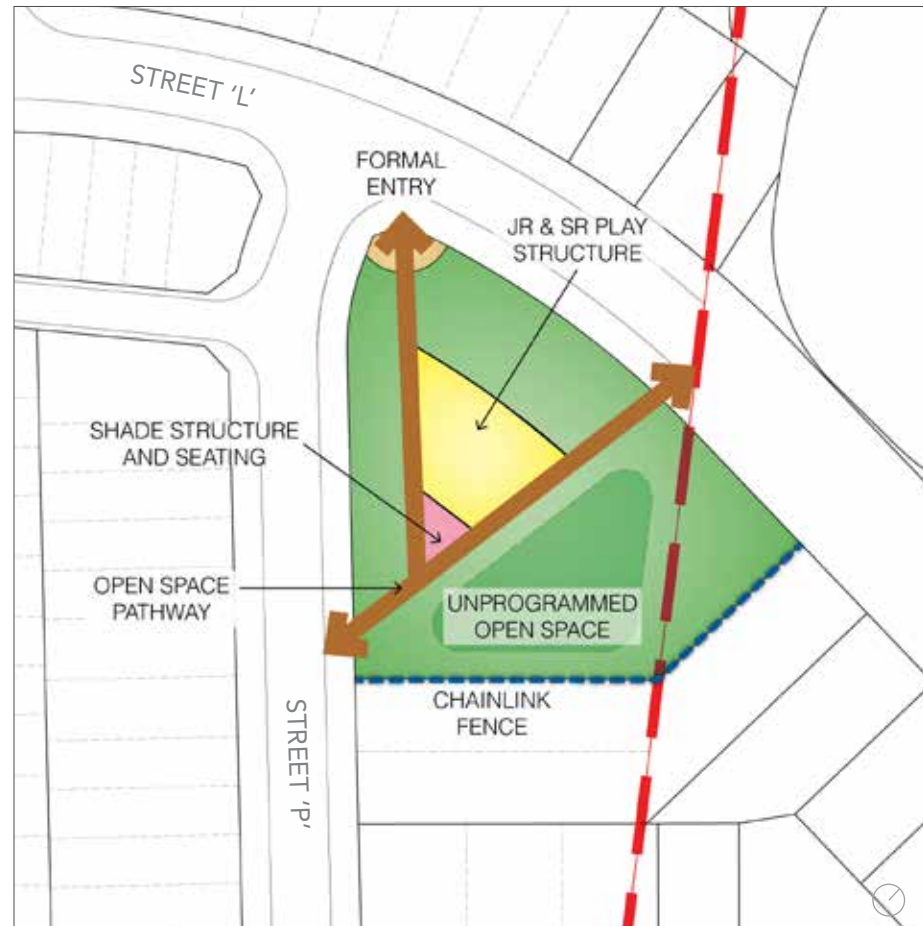 STREET ‘L’
FORMAL
ENTRY
JR & SR PLAY
STRUCTURE
SHADE STRUCTURE
AND SEATING
OPEN SPACE
PATHWAY
UNPROGRAMMED
OPEN SPACE
CHAINLINK
FENCE
STREET ‘P’